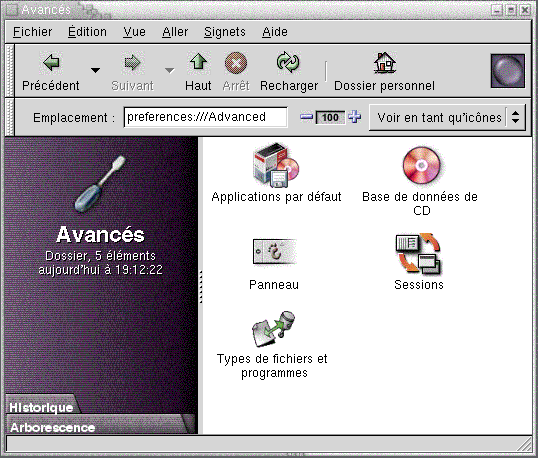 Avancés
Fichier Édition Vue Aller Signets Aide
Précédent Suivant Haut Arrêt Recharger Dossier personnel
Emplacement : preferences:///Advanced 100 Voir en tant qu'icônes
Avancés
Dossier, 5 éléments
aujourd'hui à 19:12:22
Applications par défaut
Base de données de
CD
Panneau
Sessions
Types de fichiers et
programmes
Historique
Arborescence